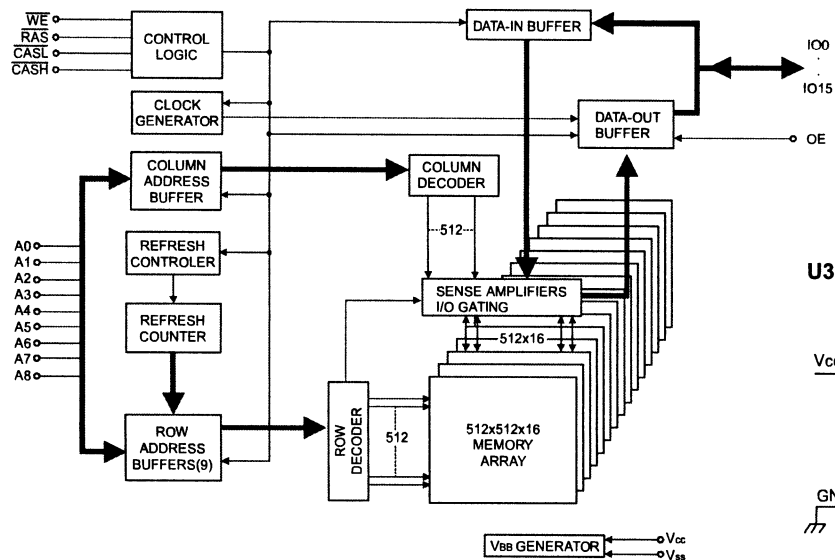 WE
RAS
CASL
CASH
CONTROL
LOGIC
DATA-IN BUFFER
IO0
.
.
IO15
CLOCK
GENERATOR
DATA-OUT
BUFFER
OE
COLUMN
ADDRESS
BUFFER
COLUMN
DECODER
512
A0
A1
A2
A3
A4
A5
A6
A7
A8
REFRESH
CONTROLER
REFRESH
COUNTER
SENSE AMPLIFIERS
I/O GATING
512x16
U3
Vcc
ROW
DECODER
512
512x512x16
MEMORY
ARRAY
ROW
ADDRESS
BUFFERS(9)
VBB GENERATOR
Vcc
Vss